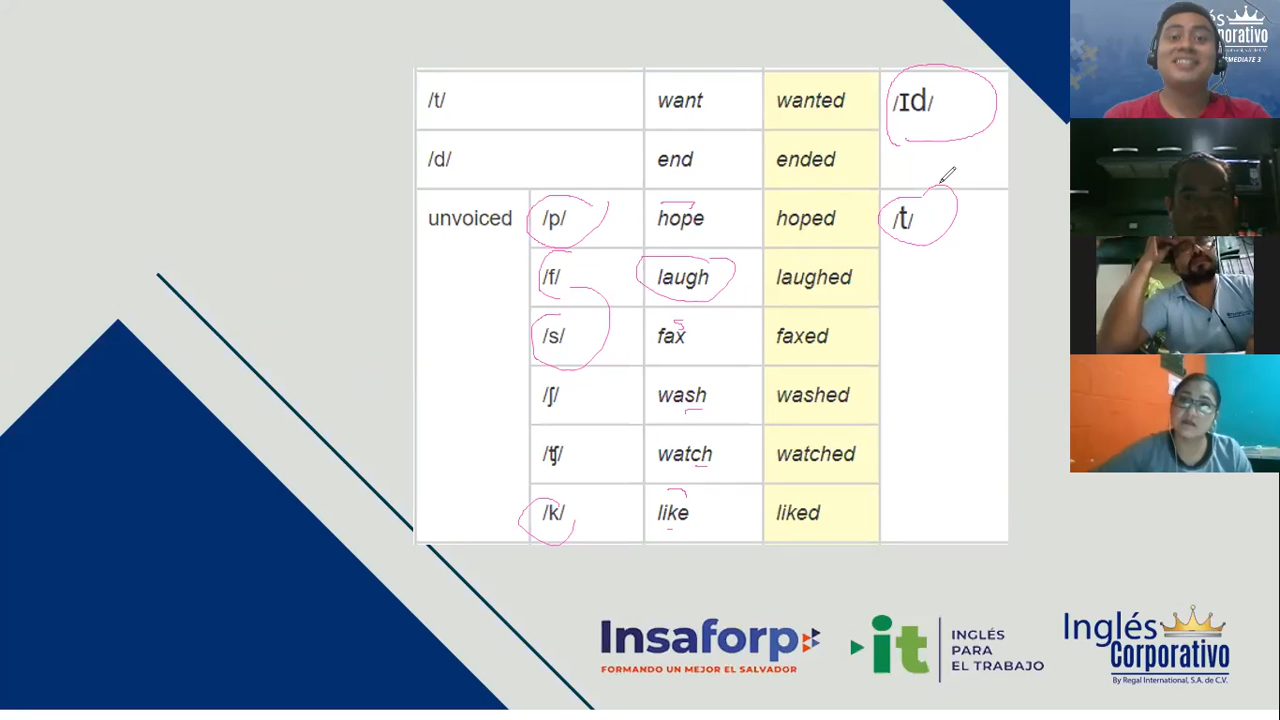 /t/ want wanted /ɪd/
/d/ end ended
unvoiced /p/ hope hoped /t/
/f/ laugh laughed
/s/ fax faxed
s
/ʃ/ wash washed
/ʧ/ watch watched
/k/ like liked
Insaforp
FORMANDO UN MEJOR EL SALVADOR
it
INGLÉS
PARA
EL TRABAJO
Inglés
Corporativo
By Regal International, S.A. de C.V.